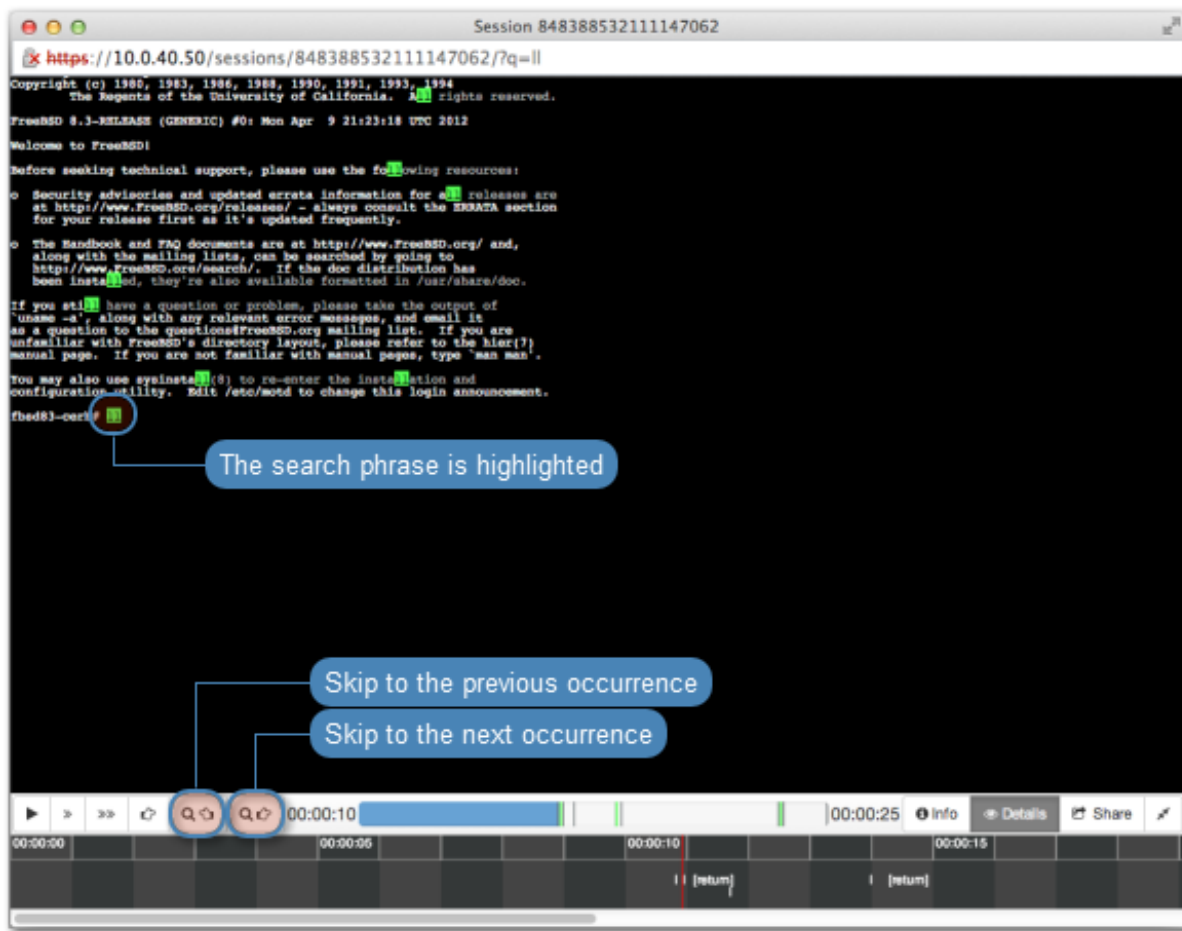 Session 848388532111147062
https://10.0.40.50/sessions/848388532111147062/?q=ll
Copyright (c) 1980, 1983, 1986, 1988, 1990, 1991, 1993, 1994
The Regents of the University of California. All rights reserved.
FreeBSD 8.3-RELEASE (GENERIC) #0: Mon Apr 9 21:23:18 UTC 2012
Welcome to FreeBSD!
Before seeking technical support, please use the following resources:
o Security advisories and updated errata information for all releases are
at http://www.FreeBSD.org/releases/ - always consult the ERRATA section
for your release first as it's updated frequently.
o The Handbook and FAQ documents are at http://www.FreeBSD.org/ and,
along with the mailing lists, can be searched by going to
http://www.FreeBSD.org/search/. If the doc distribution has
been installed, they're also available formatted in /usr/share/doc.
If you still have a question or problem, please take the output of
`uname -a', along with any relevant error messages, and email it
as a question to the questions@FreeBSD.org mailing list. If you are
unfamiliar with FreeBSD's directory layout, please refer to the hier(7)
manual page. If you are not familiar with manual pages, type `man man'.
You may also use sysinstall(8) to re-enter the installation and
configuration utility. Edit /etc/motd to change this login announcement.
# ll
The search phrase is highlighted
Skip to the previous occurrence
Skip to the next occurrence
00:00:10 00:00:25 Info Details Share
00:00:00 00:00:05 00:00:10 00:00:15
[return] [return]